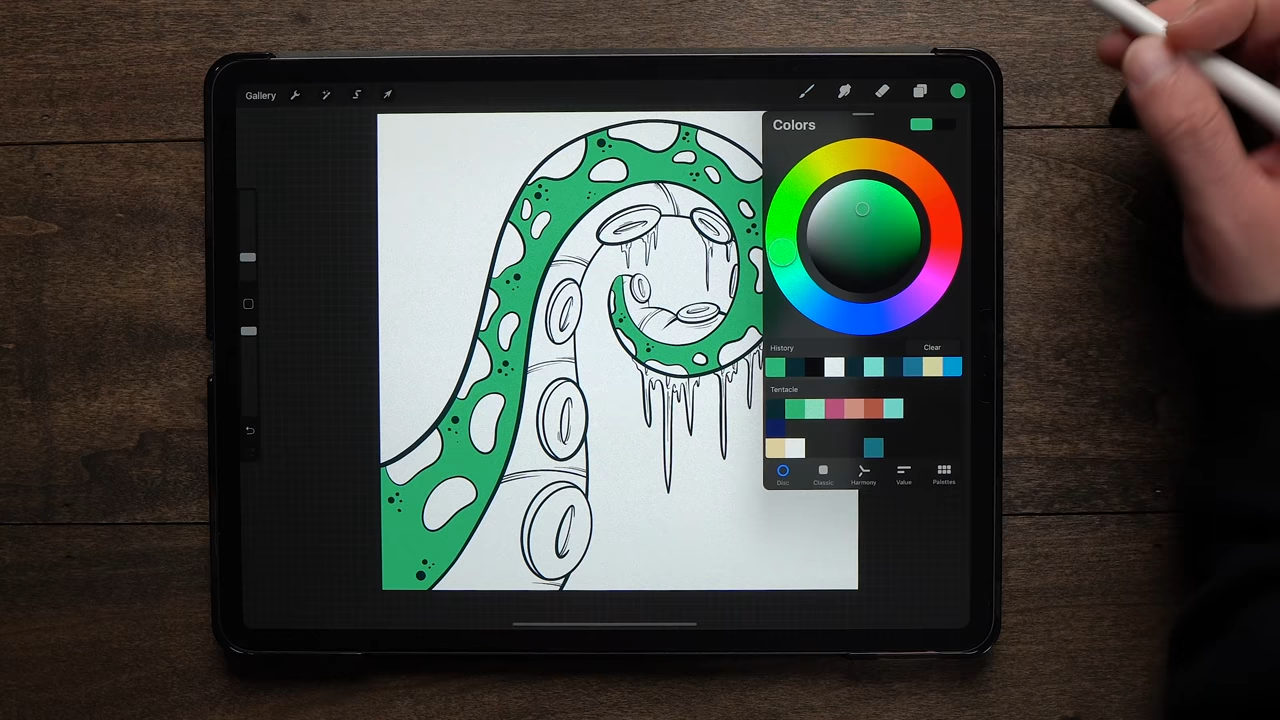 Gallery
Colors
History
Clear
Tentacle
Disc
Classic
Harmony
Value
Palettes